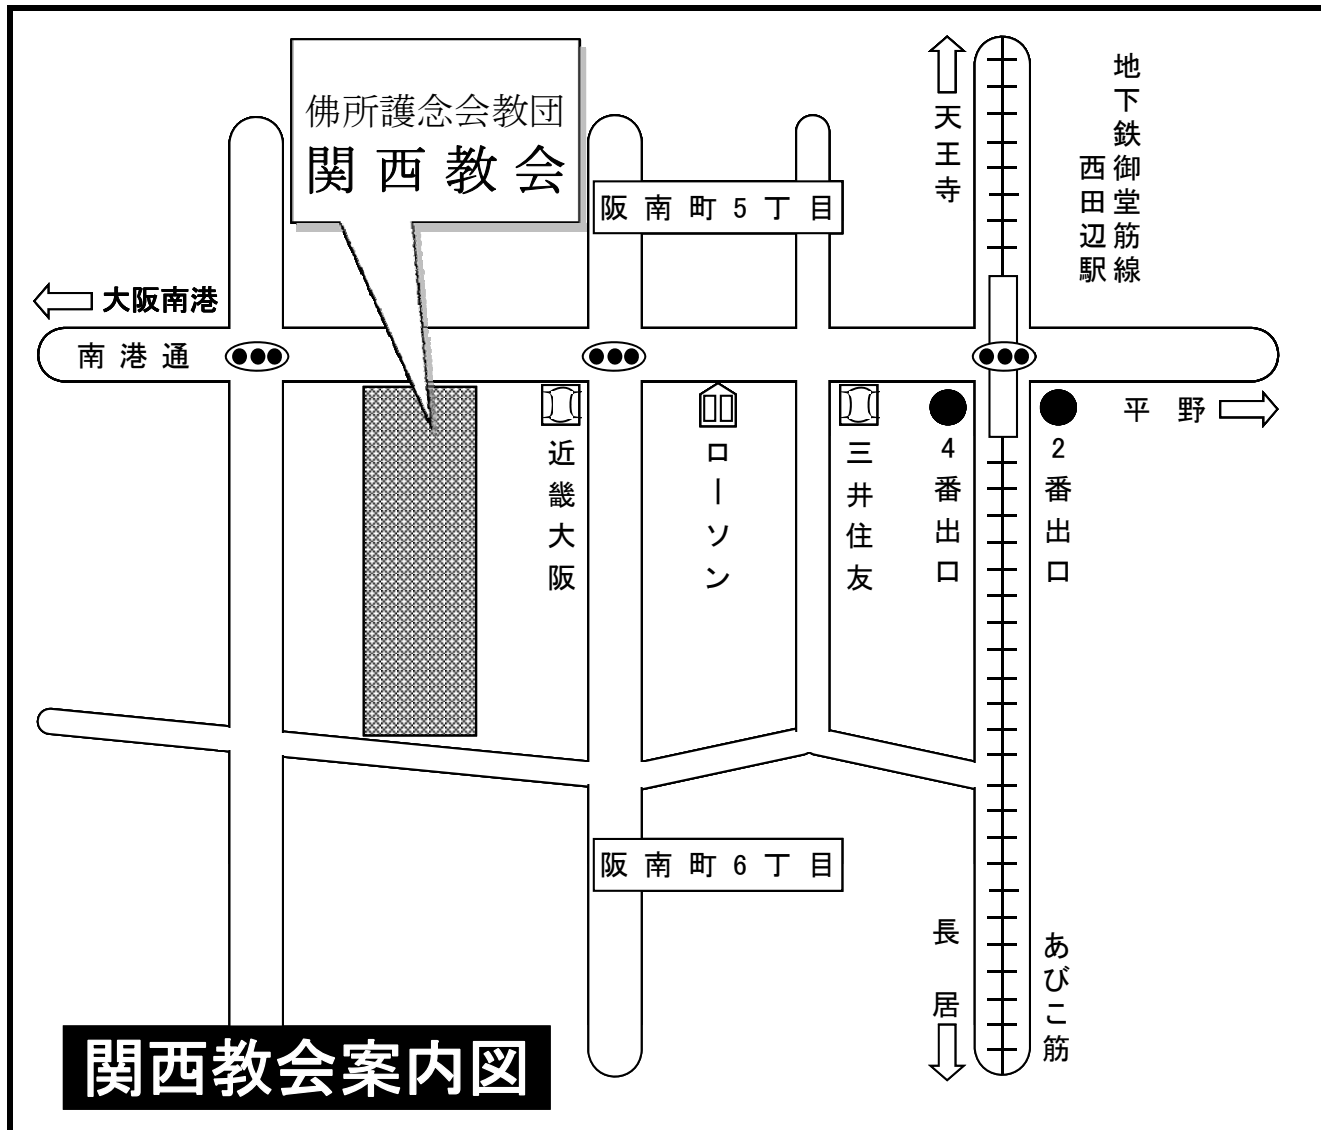 佛所護念会教団
関西教会
阪南町5丁目
天王寺
地下鉄御堂筋線
西田辺駅
大阪南港
南港通
平野
近畿大阪
ローソン
三井住友
4番出口
2番出口
阪南町6丁目
長居
あびこ筋
関西教会案内図